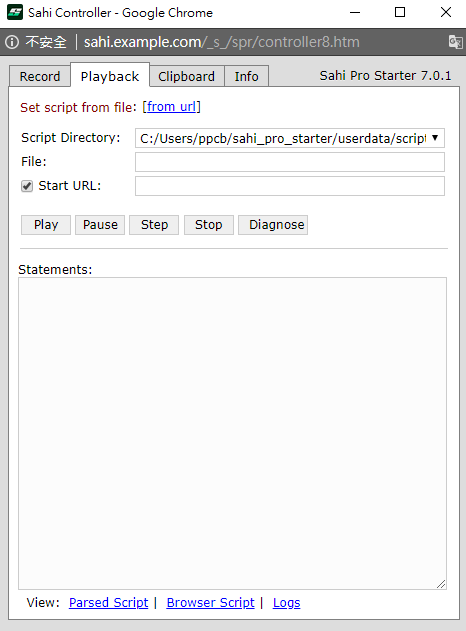 Sahi Controller - Google Chrome
不安全 sahi.example.com/_s_/spr/controller8.htm
Record Playback Clipboard Info Sahi Pro Starter 7.0.1
Set script from file: [from url]
Script Directory: C:/Users/ppcb/sahi_pro_starter/userdata/script
File:
Start URL:
Play Pause Step Stop Diagnose
Statements:
View: Parsed Script | Browser Script | Logs